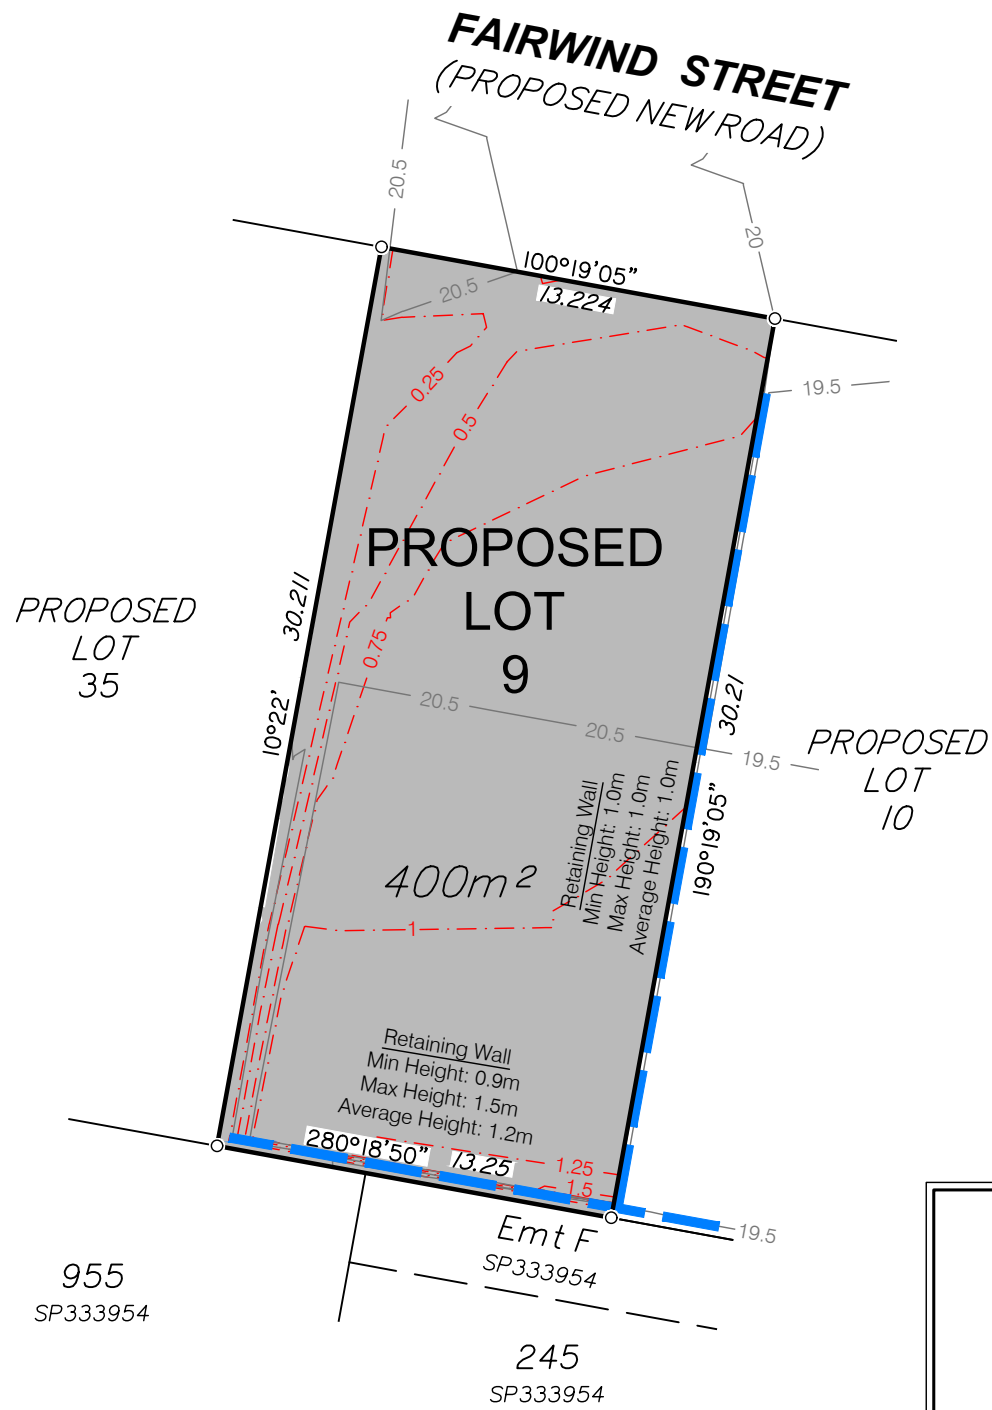 FAIRWIND STREET
(PROPOSED NEW ROAD)
20.5
20
100°19'05"
13.224
20.5
19.5
0.25
0.5
PROPOSED
LOT
9
30.211
PROPOSED
LOT
35
0.75
10°22'
20.5
20.5
30.21
19.5
PROPOSED
LOT
10
190°19'05"
Retaining Wall
Min Height: 1.0m
Max Height: 1.0m
Average Height: 1.0m
400m²
1
Retaining Wall
Min Height: 0.9m
Max Height: 1.5m
Average Height: 1.2m
280°18'50" 13.25
1.25
1.5
19.5
Emt F
SP333954
955
SP333954
245
SP333954